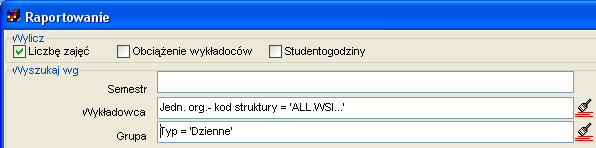 Raportowanie
Wylicz
Liczbę zajęć Obciążenie wykładoców Studentogodziny
Wyszukaj wg
Semestr
Wykładowca Jedn. org.- kod struktury = 'ALL.WSI...'
Grupa Typ = 'Dzienne'